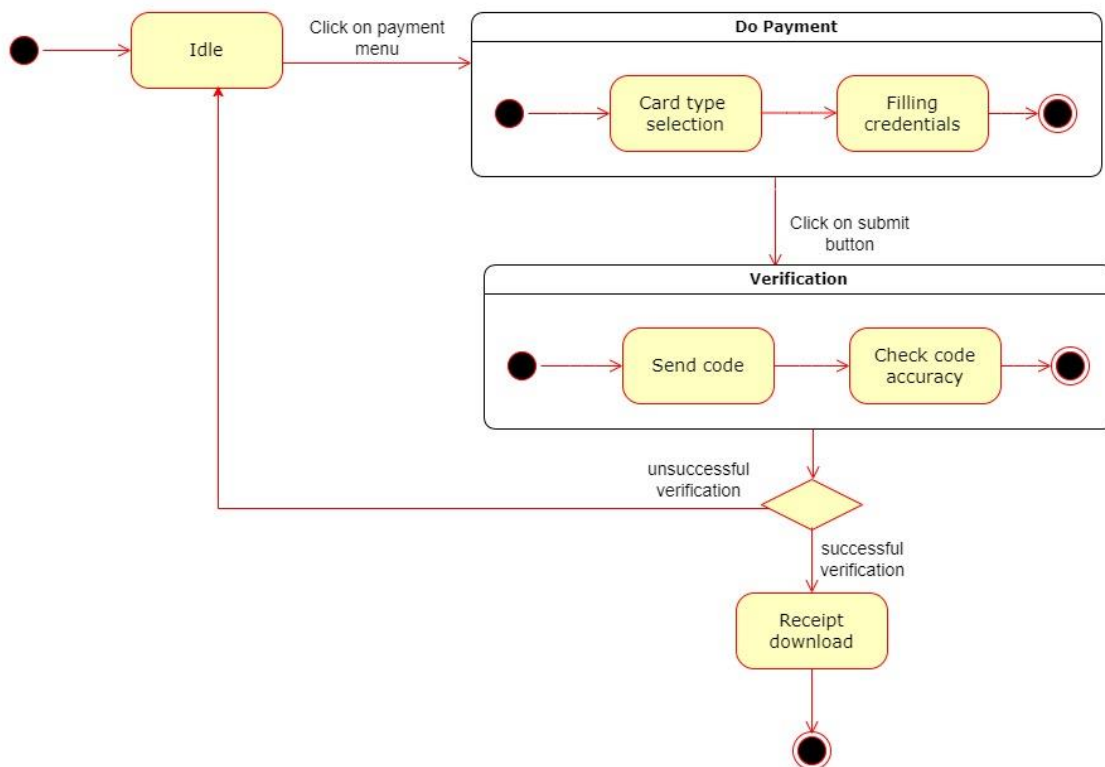 Idle
Click on payment
menu
Do Payment
Card type
selection
Filling
credentials
Click on submit
button
Verification
Send code
Check code
accuracy
unsuccessful
verification
successful
verification
Receipt
download